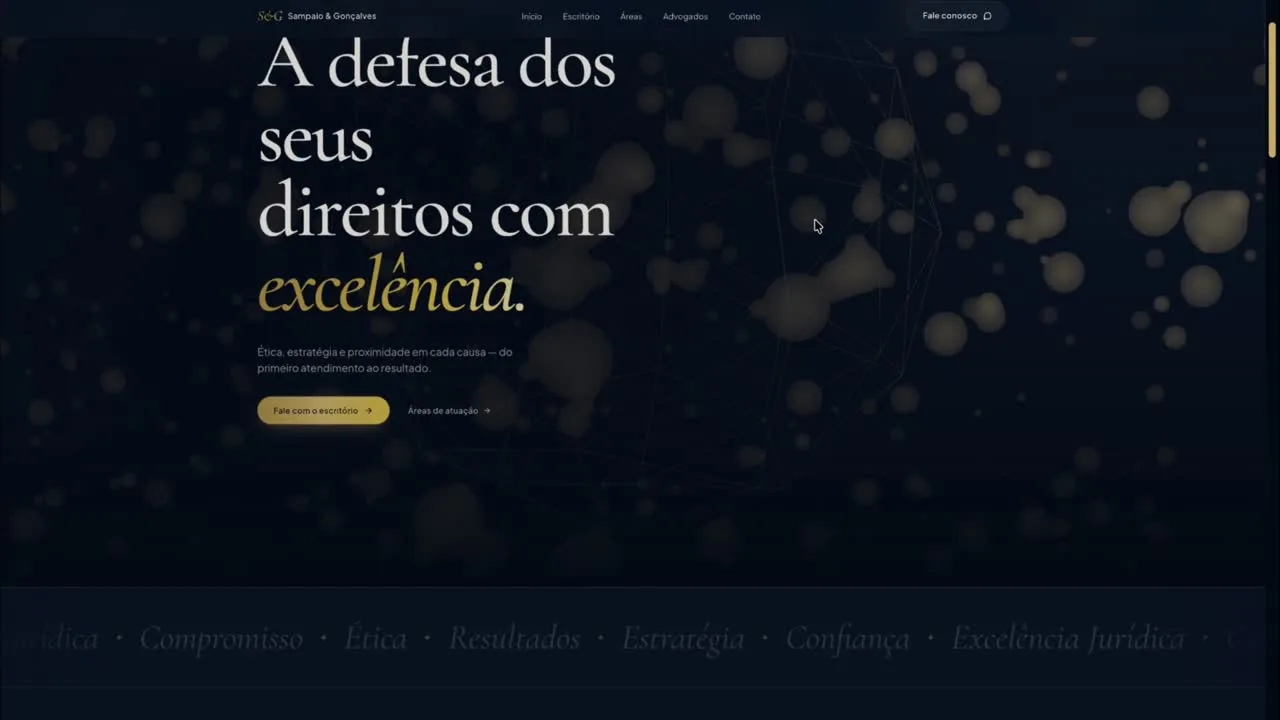 S&G Sampaio & Gonçalves
Início Escritório Áreas Advogados Contato
Fale conosco
A defesa dos
seus
direitos com
excelência.
Ética, estratégia e proximidade em cada causa — do
primeiro atendimento ao resultado.
Fale com o escritório → Áreas de atuação →
Compromisso • Ética • Resultados • Estratégia • Confiança • Excelência Jurídica •